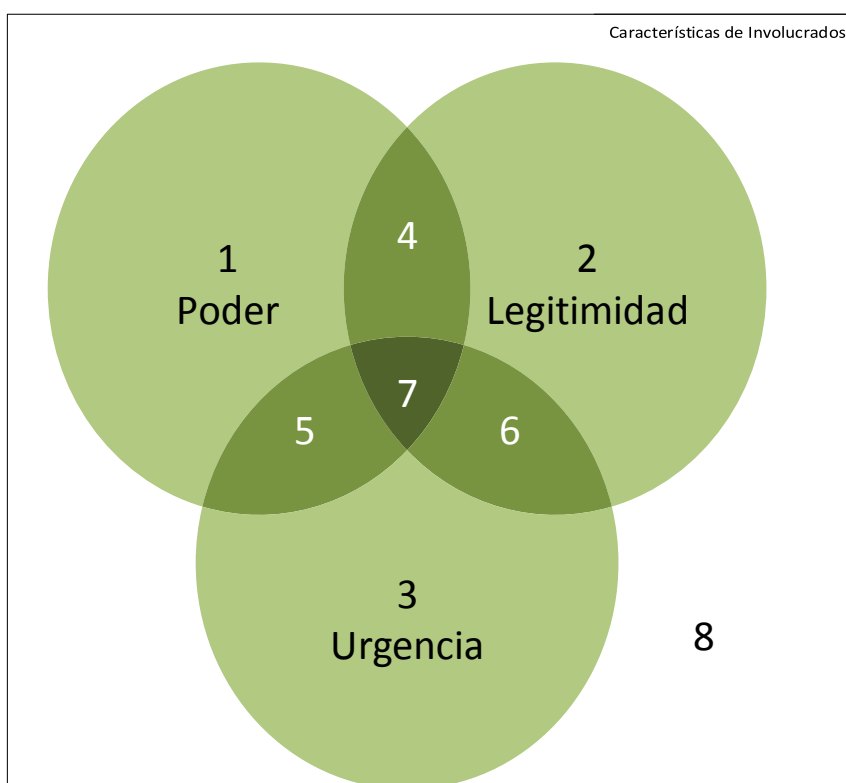 Características de Involucrados
4
1
Poder
2
Legitimidad
7
5
6
3
Urgencia
8